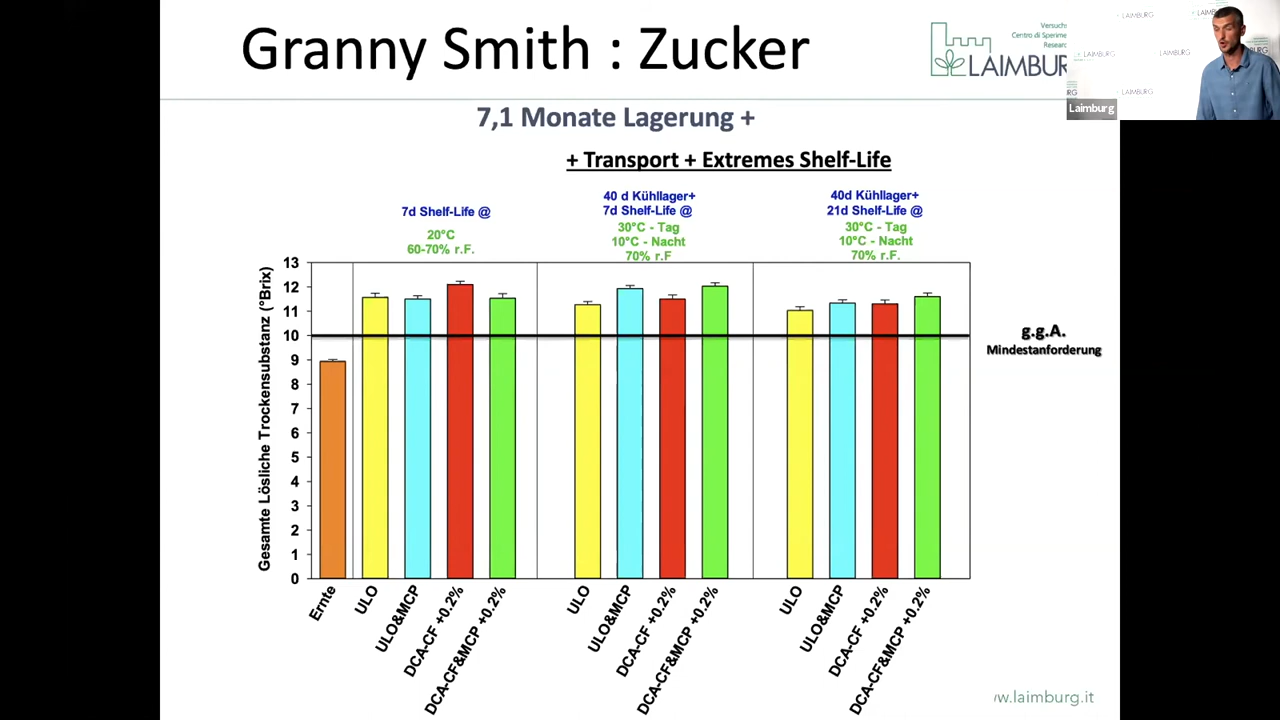 Granny Smith : Zucker
Versuchs
Centro di Sperime
Resear
LAIMBUR
LAIMBURG
LAIMBURG
LAIMBURG
LAIMBURG
Laimburg
7,1 Monate Lagerung +
+ Transport + Extremes Shelf-Life
7d Shelf-Life @
20°C
60-70% r.F.
40 d Kühllager+
7d Shelf-Life @
30°C - Tag
10°C - Nacht
70% r.F
40d Kühllager+
21d Shelf-Life @
30°C - Tag
10°C - Nacht
70% r.F.
Gesamte Lösliche Trockensubstanz (°Brix)
13
12
11
10
9
8
7
6
5
4
3
2
1
0
g.g.A.
Mindestanforderung
Ernte
ULO
ULO&MCP
DCA-CF +0.2%
DCA-CF&MCP +0.2%
ULO
ULO&MCP
DCA-CF +0.2%
DCA-CF&MCP +0.2%
ULO
ULO&MCP
DCA-CF +0.2%
DCA-CF&MCP +0.2%
w.laimburg.it